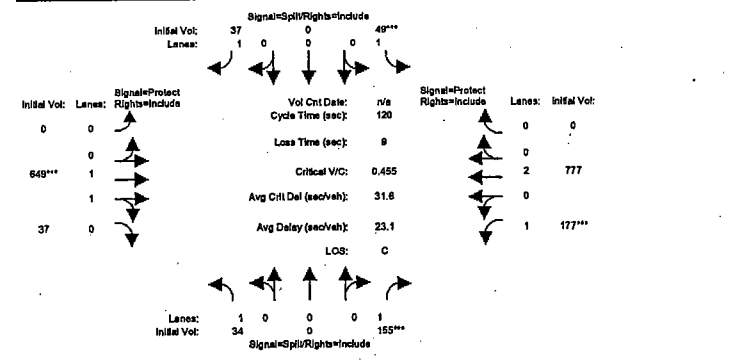 Signal=Split/Rights=Include
Initial Vol: 37 0 49***
Lanes: 1 0 0 0 1
Signal=Protect
Initial Vol: Lanes: Rights=Include
Vol Cnt Date: n/a
Signal=Protect
Rights=Include Lanes: Initial Vol:
Cycle Time (sec): 120
0 0
0 0
Loss Time (sec): 9
0
0
649*** 1
Critical V/C: 0.455
2 777
1
Avg Crit Del (sec/veh): 31.6
0
37 0
Avg Delay (sec/veh): 23.1
1 177***
LOS: C
Lanes: 1 0 0 0 1
Initial Vol: 34 0 155***
Signal=Split/Rights=Include